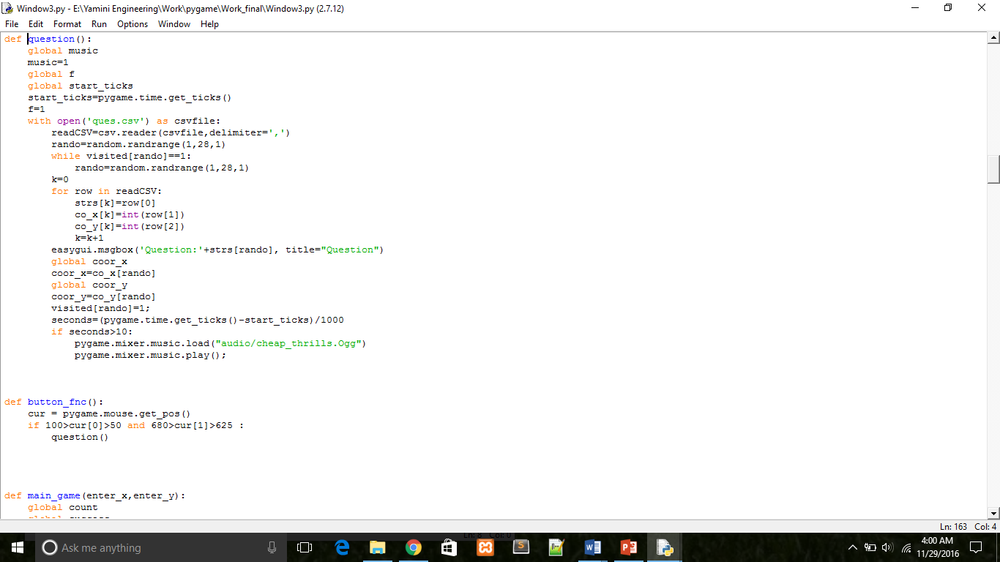 Window3.py - E:\Yamini Engineering\Work\pygame\Work_final\Window3.py (2.7.12)
File Edit Format Run Options Window Help
def question():
    global music
    music=1
    global f
    global start_ticks
    start_ticks=pygame.time.get_ticks()
    f=1
    with open('ques.csv') as csvfile:
        readCSV=csv.reader(csvfile,delimiter=',')
        rando=random.randrange(1,28,1)
        while visited[rando]==1:
            rando=random.randrange(1,28,1)
        k=0
        for row in readCSV:
            strs[k]=row[0]
            co_x[k]=int(row[1])
            co_y[k]=int(row[2])
            k=k+1
        easygui.msgbox('Question:'+strs[rando], title="Question")
        global coor_x
        coor_x=co_x[rando]
        global coor_y
        coor_y=co_y[rando]
        visited[rando]=1;
        seconds=(pygame.time.get_ticks()-start_ticks)/1000
        if seconds>10:
            pygame.mixer.music.load("audio/cheap_thrills.Ogg")
            pygame.mixer.music.play();
def button_fnc():
    cur = pygame.mouse.get_pos()
    if 100>cur[0]>50 and 680>cur[1]>625 :
        question()
def main_game(enter_x,enter_y):
    global count
    global
Ln: 163 Col: 4
Ln: 8 Col: 0
Ask me anything
4:00 AM
11/29/2016